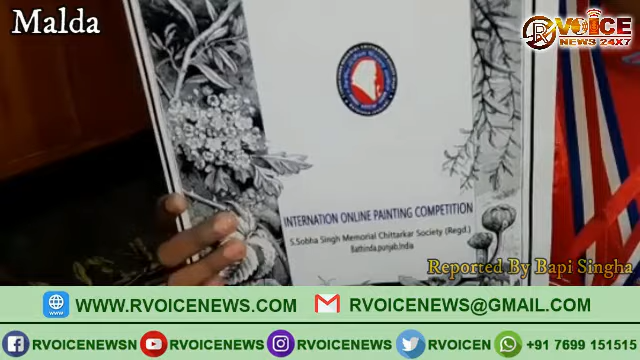 Malda
RVOICE
NEWS 24X7
INTERNATION ONLINE PAINTING COMPETITION
S.Sobha Singh Memorial Chittarkar Society (Regd.)
Bathinda,punjab,India
Reported By Bapi Singha
WWW.RVOICENEWS.COM
RVOICENEWS@GMAIL.COM
RVOICENEWSN
RVOICENEWS
RVOICENEWS
RVOICEN
+91 7699 151515